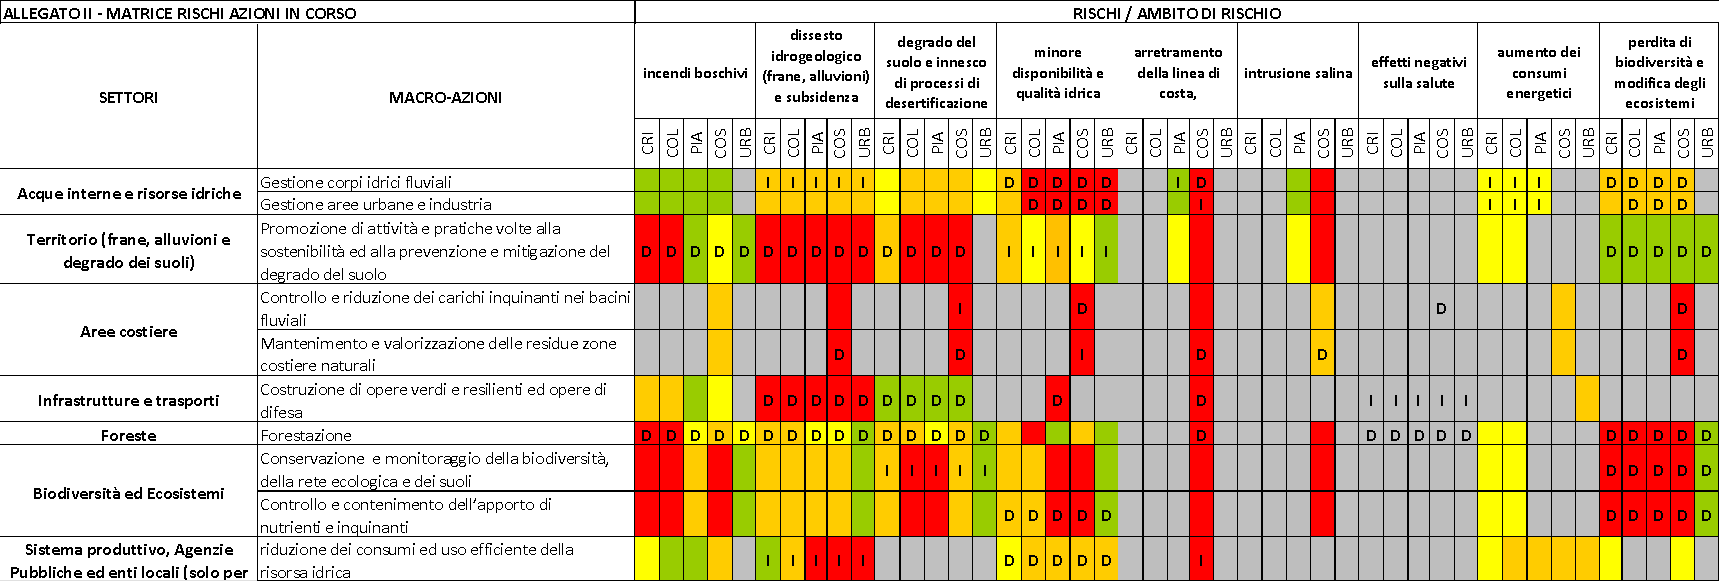 ALLEGATO II - MATRICE RISCHI AZIONI IN CORSO
RISCHI / AMBITO DI RISCHIO
SETTORI
MACRO-AZIONI
incendi boschivi
dissesto
idrogeologico
(frane, alluvioni)
e subsidenza
degrado del
suolo e innesco
di processi di
desertificazione
minore
disponibilità e
qualità idrica
arretramento
della linea di
costa,
intrusione salina
effetti negativi
sulla salute
aumento dei
consumi
energetici
perdita di
biodiversità e
modifica degli
ecosistemi
CRI COL PIA COS URB CRI COL PIA COS URB CRI COL PIA COS URB CRI COL PIA COS URB CRI COL PIA COS URB CRI COL PIA COS URB CRI COL PIA COS URB CRI COL PIA COS URB CRI COL PIA COS URB
Acque interne e risorse idriche
Gestione corpi idrici fluviali
I I I I I D D D D D I D I I I D D D D
Gestione aree urbane e industria
D D D D I I I I D D D
Territorio (frane, alluvioni e
degrado dei suoli)
Promozione di attività e pratiche volte alla
sostenibilità ed alla prevenzione e mitigazione del
degrado del suolo
D D D D D D D D D D D D D D I I I I I D D D D D
Aree costiere
Controllo e riduzione dei carichi inquinanti nei bacini
fluviali
I D D D
Mantenimento e valorizzazione delle residue zone
costiere naturali
D D I D D D
Infrastrutture e trasporti
Costruzione di opere verdi e resilienti ed opere di
difesa
D D D D D D D D D D D I I I I I
Foreste
Forestazione
D D D D D D D D D D D D D D D D D D D D D D D D D D
Biodiversità ed Ecosistemi
Conservazione e monitoraggio della biodiversità,
della rete ecologica e dei suoli
I I I I I D D D D D
Controllo e contenimento dell'apporto di
nutrienti e inquinanti
D D D D D D D D D D
Sistema produttivo, Agenzie
Pubbliche ed enti locali (solo per
riduzione dei consumi ed uso efficiente della
risorsa idrica
I I I I I D D D D D I